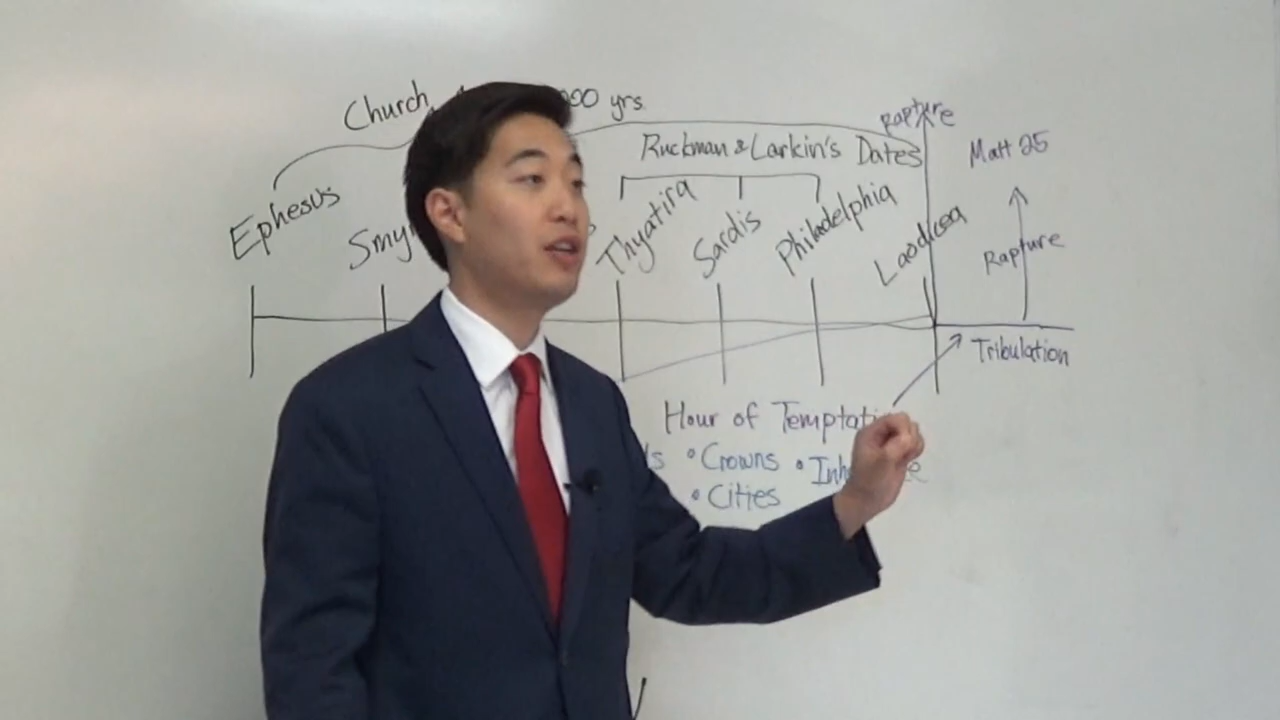 Church yrs.
Ruckman & Larkin's Dates
Rapture
Matt 25
Ephesus
Thyatira
Sardis
Philadelphia
Laodicea
Rapture
Tribulation
Hour of
• Crowns •
• Cities